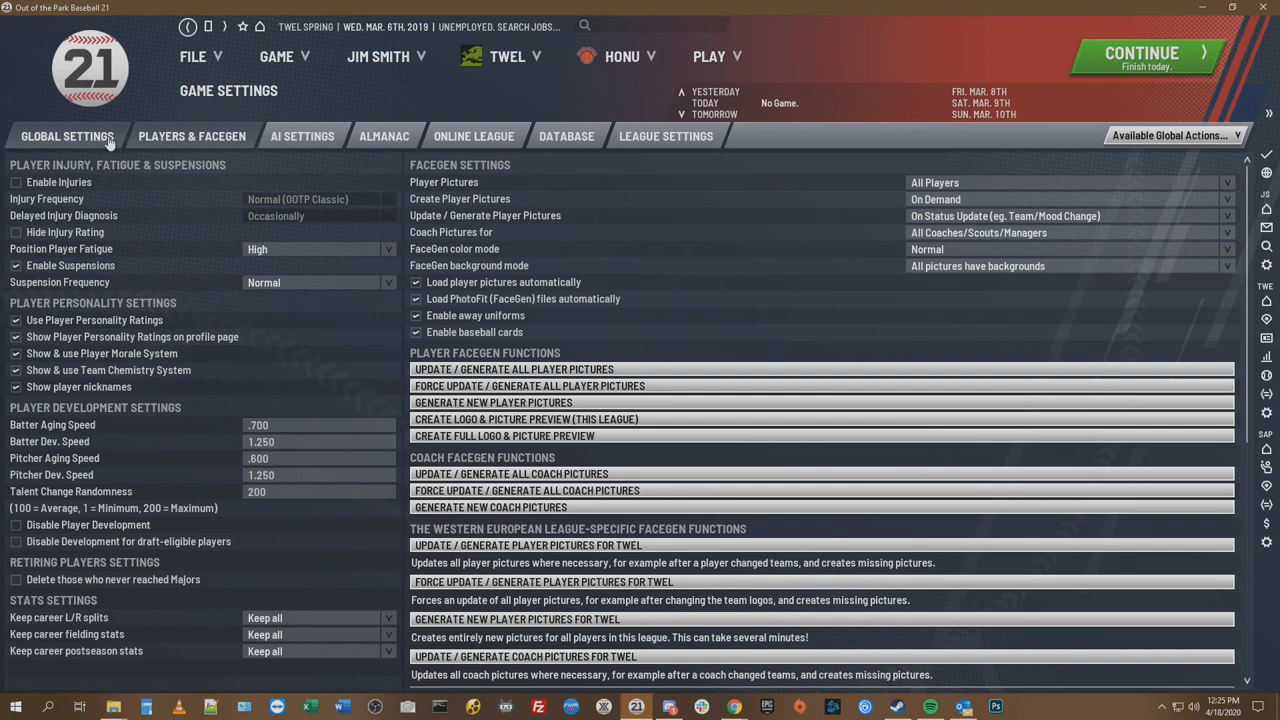 21 Out of the Park Baseball 21
TWEL SPRING | WED. MAR. 6TH, 2019 | UNEMPLOYED. SEARCH JOBS...
21
FILE
GAME
JIM SMITH
TWEL
HONU
PLAY
CONTINUE
Finish today.
GAME SETTINGS
YESTERDAY
TODAY
TOMORROW
No Game.
FRI. MAR. 8TH
SAT. MAR. 9TH
SUN. MAR. 10TH
GLOBAL SETTINGS
PLAYERS & FACEGEN
AI SETTINGS
ALMANAC
ONLINE LEAGUE
DATABASE
LEAGUE SETTINGS
Available Global Actions...
PLAYER INJURY, FATIGUE & SUSPENSIONS
Enable Injuries
Injury Frequency Normal (OOTP Classic)
Delayed Injury Diagnosis Occasionally
Hide Injury Rating
Position Player Fatigue High
Enable Suspensions
Suspension Frequency Normal
PLAYER PERSONALITY SETTINGS
Use Player Personality Ratings
Show Player Personality Ratings on profile page
Show & use Player Morale System
Show & use Team Chemistry System
Show player nicknames
PLAYER DEVELOPMENT SETTINGS
Batter Aging Speed .700
Batter Dev. Speed 1.250
Pitcher Aging Speed .600
Pitcher Dev. Speed 1.250
Talent Change Randomness 200
(100 = Average, 1 = Minimum, 200 = Maximum)
Disable Player Development
Disable Development for draft-eligible players
RETIRING PLAYERS SETTINGS
Delete those who never reached Majors
STATS SETTINGS
Keep career L/R splits Keep all
Keep career fielding stats Keep all
Keep career postseason stats Keep all
FACEGEN SETTINGS
Player Pictures All Players
Create Player Pictures On Demand
Update / Generate Player Pictures On Status Update (eg. Team/Mood Change)
Coach Pictures for All Coaches/Scouts/Managers
FaceGen color mode Normal
FaceGen background mode All pictures have backgrounds
Load player pictures automatically
Load PhotoFit (FaceGen) files automatically
Enable away uniforms
Enable baseball cards
PLAYER FACEGEN FUNCTIONS
UPDATE / GENERATE ALL PLAYER PICTURES
FORCE UPDATE / GENERATE ALL PLAYER PICTURES
GENERATE NEW PLAYER PICTURES
CREATE LOGO & PICTURE PREVIEW (THIS LEAGUE)
CREATE FULL LOGO & PICTURE PREVIEW
COACH FACEGEN FUNCTIONS
UPDATE / GENERATE ALL COACH PICTURES
FORCE UPDATE / GENERATE ALL COACH PICTURES
GENERATE NEW COACH PICTURES
THE WESTERN EUROPEAN LEAGUE-SPECIFIC FACEGEN FUNCTIONS
UPDATE / GENERATE PLAYER PICTURES FOR TWEL
Updates all player pictures where necessary, for example after a player changed teams, and creates missing pictures.
FORCE UPDATE / GENERATE PLAYER PICTURES FOR TWEL
Forces an update of all player pictures, for example after changing the team logos, and creates missing pictures.
GENERATE NEW PLAYER PICTURES FOR TWEL
Creates entirely new pictures for all players in this league. This can take several minutes!
UPDATE / GENERATE COACH PICTURES FOR TWEL
Updates all coach pictures where necessary, for example after a coach changed teams, and creates missing pictures.
JS
TWE
SAP
12:25 PM
4/18/2020